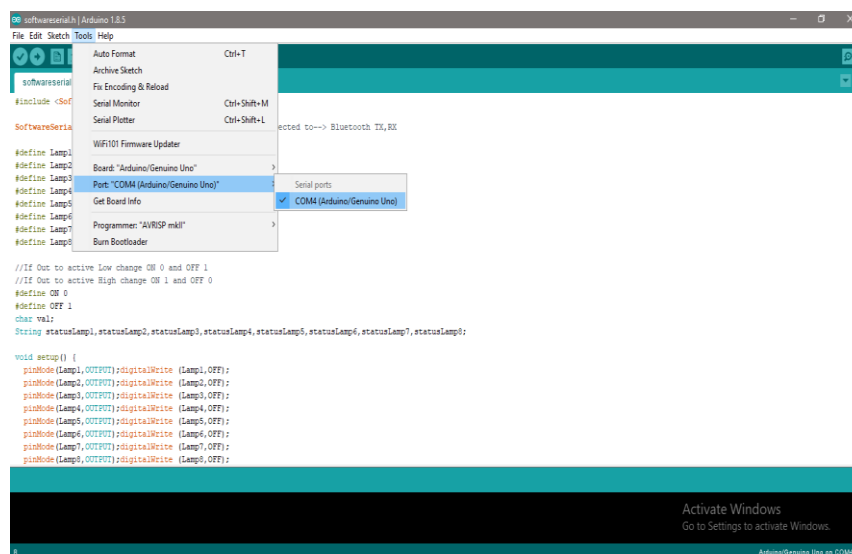 softwareserial.h | Arduino 1.8.5
File Edit Sketch Tools Help
softwareserial
Auto Format Ctrl+T
Archive Sketch
Fix Encoding & Reload
Serial Monitor Ctrl+Shift+M
Serial Plotter Ctrl+Shift+L
WiFi101 Firmware Updater
Board: "Arduino/Genuino Uno"
Port: "COM4 (Arduino/Genuino Uno)"
Get Board Info
Programmer: "AVRISP mkII"
Burn Bootloader
Serial ports
COM4 (Arduino/Genuino Uno)
#include <Sof
SoftwareSeria ected to--> Bluetooth TX,RX
#define Lamp1
#define Lamp2
#define Lamp3
#define Lamp4
#define Lamp5
#define Lamp6
#define Lamp7
#define Lamp8
//If Out to active Low change ON 0 and OFF 1
//If Out to active High change ON 1 and OFF 0
#define ON 0
#define OFF 1
char val;
String statusLamp1,statusLamp2,statusLamp3,statusLamp4,statusLamp5,statusLamp6,statusLamp7,statusLamp8;
void setup() {
pinMode(Lamp1,OUTPUT);digitalWrite (Lamp1,OFF);
pinMode(Lamp2,OUTPUT);digitalWrite (Lamp2,OFF);
pinMode(Lamp3,OUTPUT);digitalWrite (Lamp3,OFF);
pinMode(Lamp4,OUTPUT);digitalWrite (Lamp4,OFF);
pinMode(Lamp5,OUTPUT);digitalWrite (Lamp5,OFF);
pinMode(Lamp6,OUTPUT);digitalWrite (Lamp6,OFF);
pinMode(Lamp7,OUTPUT);digitalWrite (Lamp7,OFF);
pinMode(Lamp8,OUTPUT);digitalWrite (Lamp8,OFF);
Activate Windows
Go to Settings to activate Windows.
Arduino/Genuino Uno on COM4